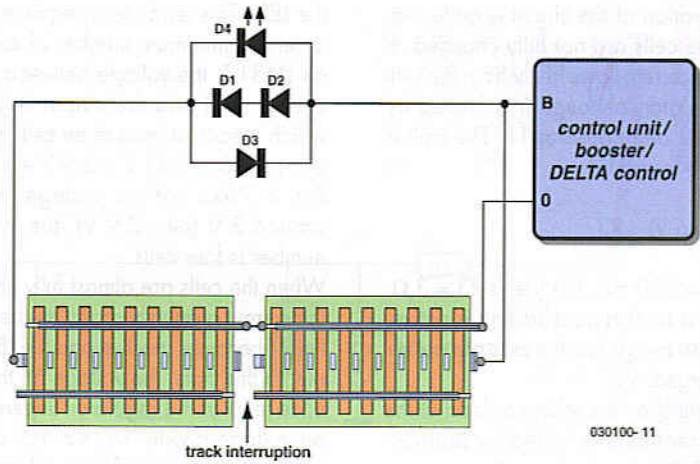 D4
D1
D2
D3
B
control unit/
booster/
DELTA control
0
track interruption
030100-11